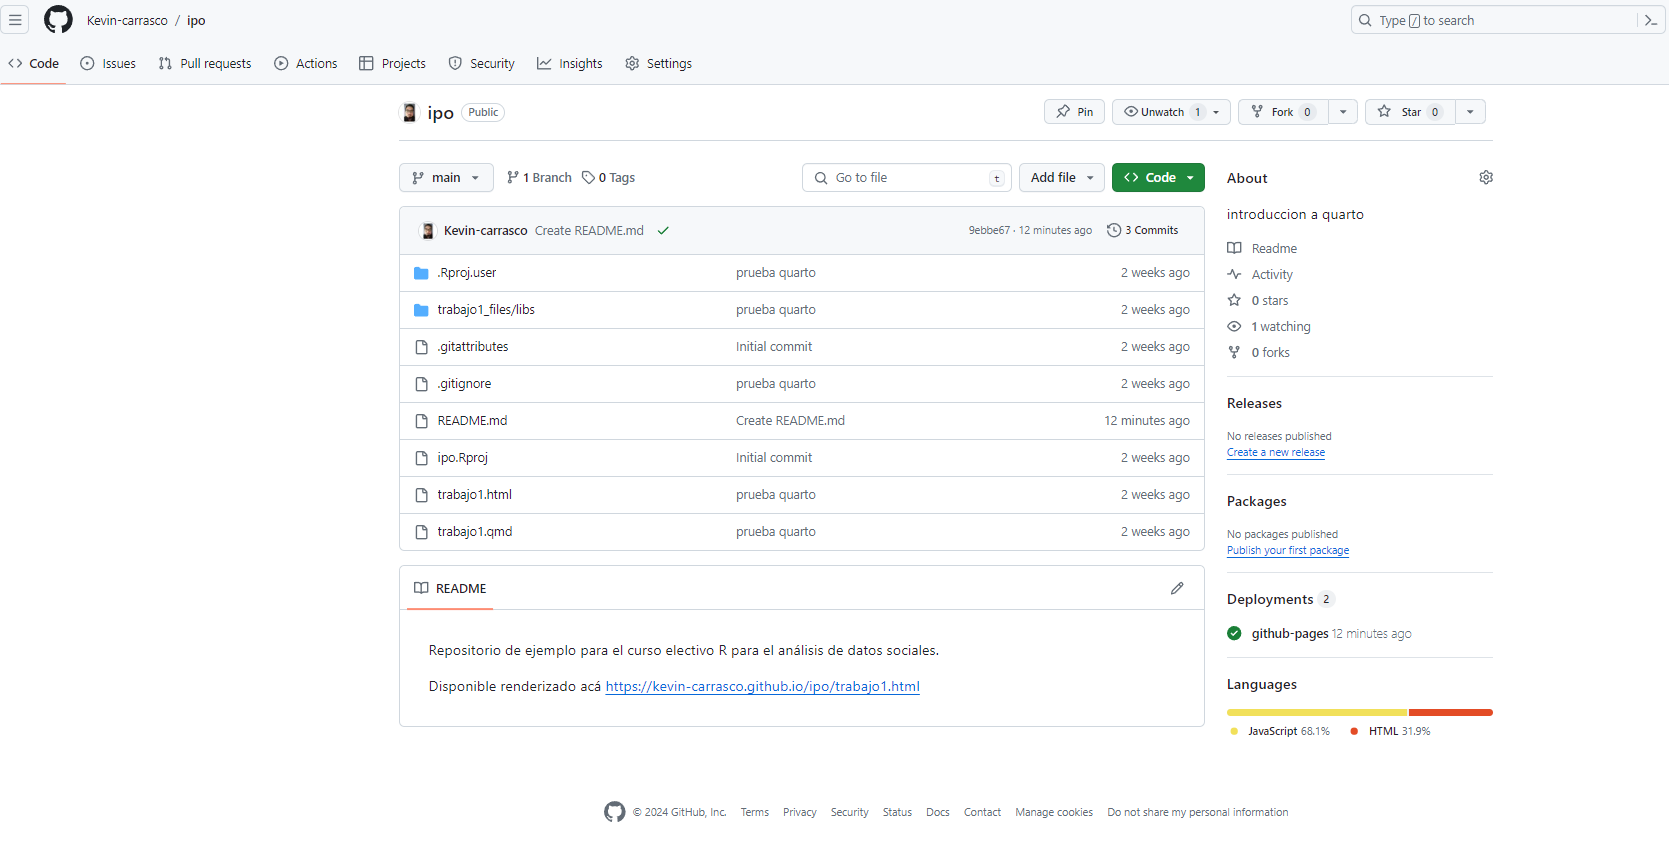 Kevin-carrasco / ipo
Type / to search
Code Issues Pull requests Actions Projects Security Insights Settings
ipo Public
Pin Unwatch 1 Fork 0 Star 0
main 1 Branch 0 Tags Go to file t Add file Code
Kevin-carrasco Create README.md 9ebbe67 · 12 minutes ago 3 Commits
.Rproj.user prueba quarto 2 weeks ago
trabajo1_files/libs prueba quarto 2 weeks ago
.gitattributes Initial commit 2 weeks ago
.gitignore prueba quarto 2 weeks ago
README.md Create README.md 12 minutes ago
ipo.Rproj Initial commit 2 weeks ago
trabajo1.html prueba quarto 2 weeks ago
trabajo1.qmd prueba quarto 2 weeks ago
README
Repositorio de ejemplo para el curso electivo R para el análisis de datos sociales.
Disponible renderizado acá https://kevin-carrasco.github.io/ipo/trabajo1.html
About
introduccion a quarto
Readme
Activity
0 stars
1 watching
0 forks
Releases
No releases published
Create a new release
Packages
No packages published
Publish your first package
Deployments 2
github-pages 12 minutes ago
Languages
JavaScript 68.1% HTML 31.9%
© 2024 GitHub, Inc. Terms Privacy Security Status Docs Contact Manage cookies Do not share my personal information